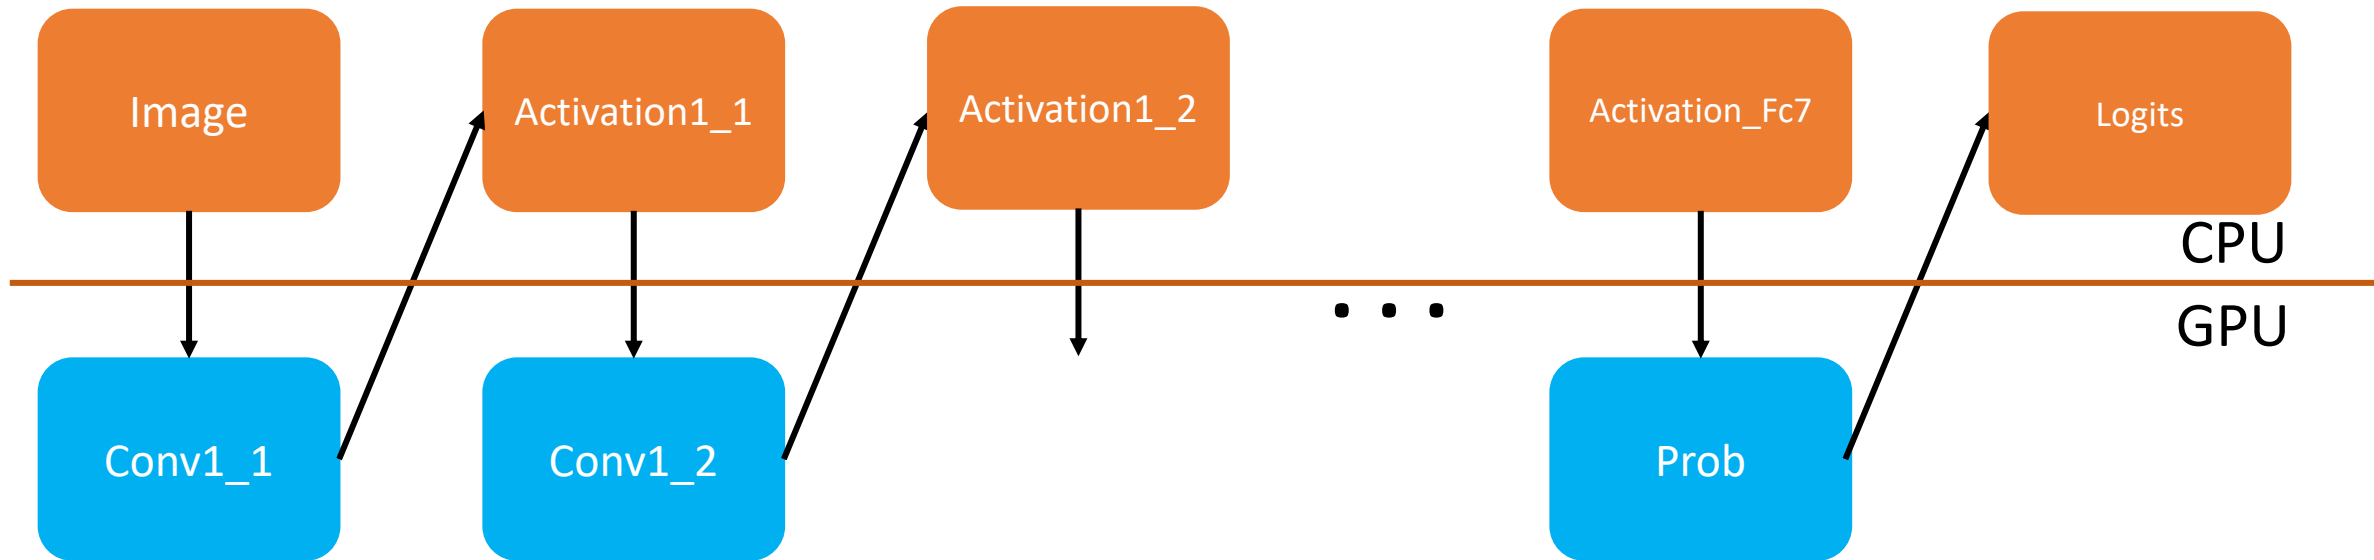 Image
Activation1_1
Activation1_2
Activation_Fc7
Logits
CPU
. . .
GPU
Conv1_1
Conv1_2
Prob